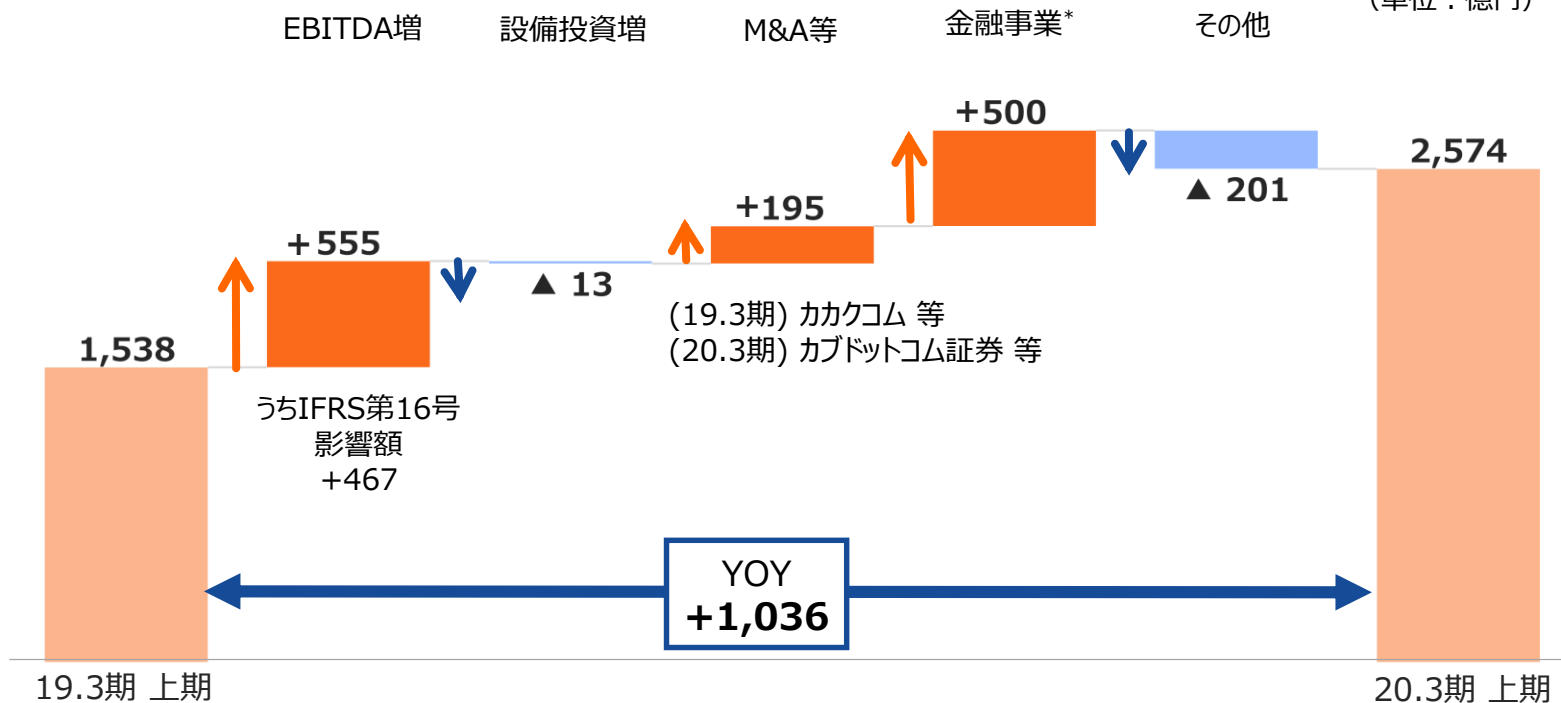 (単位:億円)
EBITDA増
設備投資増
M&A等
金融事業*
その他
+500
2,574
▲ 201
+195
+555
▲ 13
(19.3期) カカクコム 等
(20.3期) カブドットコム証券 等
1,538
うちIFRS第16号
影響額
+467
YOY
+1,036
19.3期 上期
20.3期 上期